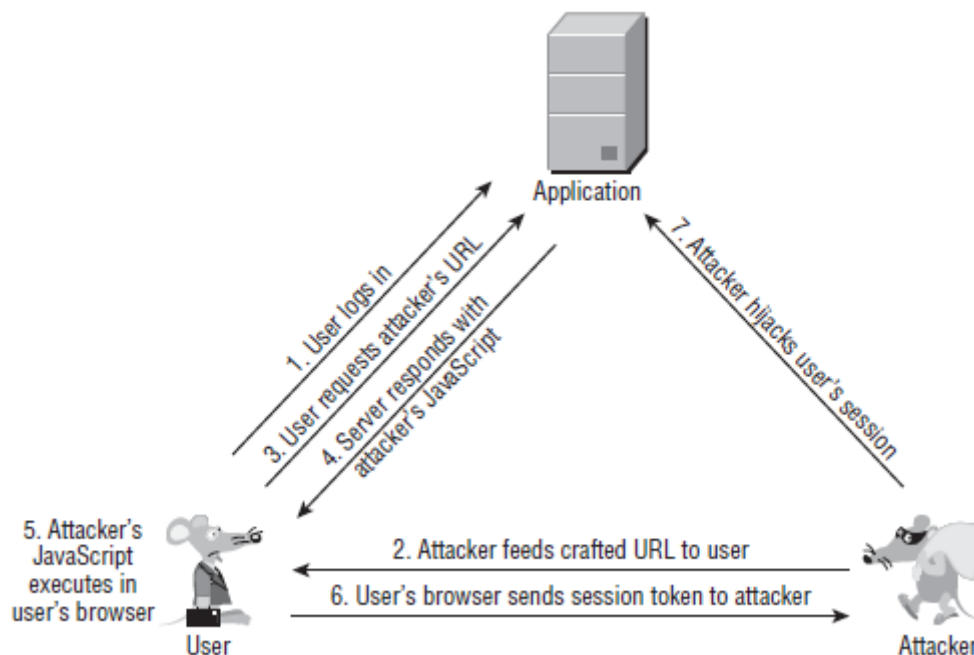 Application
1. User logs in
3. User requests attacker's URL
4. Server responds with
attacker's JavaScript
7. Attacker hijacks user's session
5. Attacker's
JavaScript
executes in
user's browser
2. Attacker feeds crafted URL to user
6. User's browser sends session token to attacker
User
Attacker